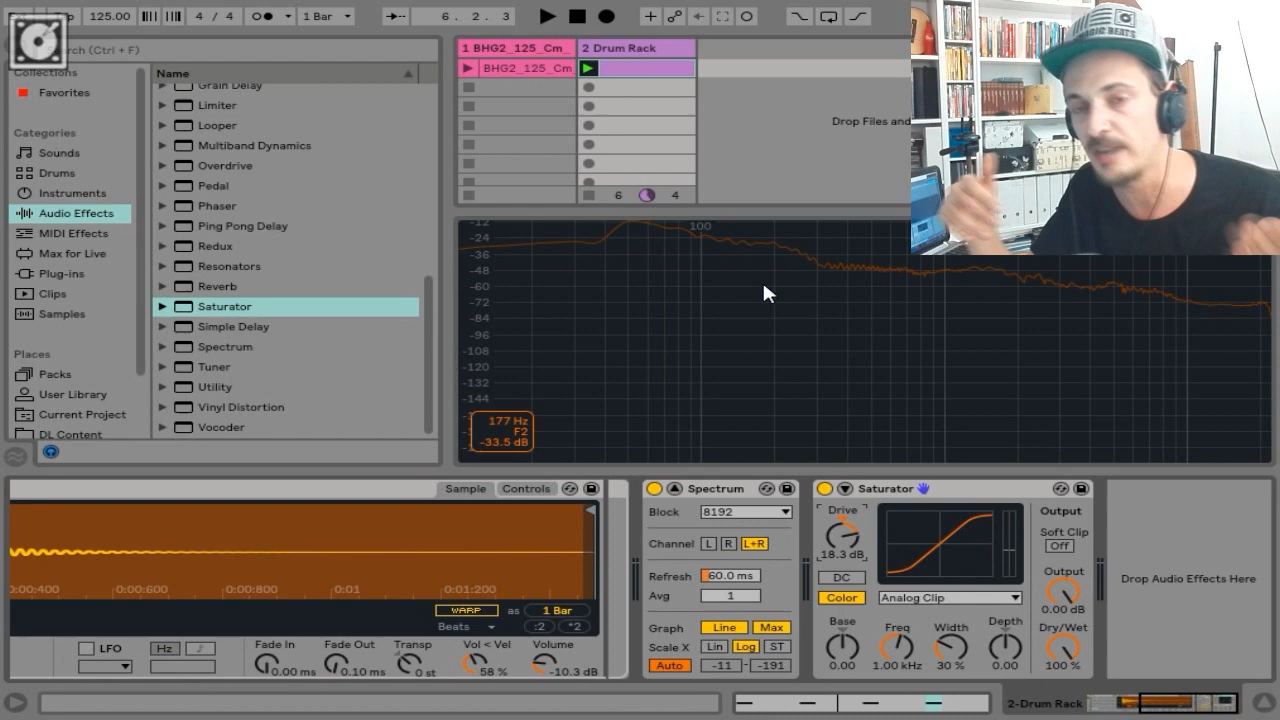 Tap 125.00 4 / 4 1 Bar 6 . 2 . 3
rch (Ctrl + F)
Collections
Favorites
Categories
Sounds
Drums
Instruments
Audio Effects
MIDI Effects
Max for Live
Plug-ins
Clips
Samples
Places
Packs
User Library
Current Project
DL Content
Name
Grain Delay
Limiter
Looper
Multiband Dynamics
Overdrive
Pedal
Phaser
Ping Pong Delay
Redux
Resonators
Reverb
Saturator
Simple Delay
Spectrum
Tuner
Utility
Vinyl Distortion
Vocoder
1 BHG2_125_Cm_ 2 Drum Rack
BHG2_125_Cm
Drop Files and
6 4
BEATS
-12 100
-24
-36
-48
-60
-72
-84
-96
-108
-120
-132
-144
177 Hz
F2
-33.5 dB
Sample Controls
0:00:400 0:00:600 0:00:800 0:01 0:01:200
WARP as 1 Bar
Beats :2 *2
LFO Hz Fade In Fade Out Transp Vol < Vel Volume
0.00 ms 0.10 ms 0 st 58 % -10.3 dB
Spectrum
Block 8192
Channel L R L+R
Refresh 60.0 ms
Avg 1
Graph Line Max
Scale X Lin Log ST
Auto -11 - -191
Saturator
Drive
18.3 dB
DC
Color Analog Clip
Base Freq Width Depth
0.00 1.00 kHz 30 % 0.00
Output
Soft Clip
Off
Output
0.00 dB
Dry/Wet
100 %
Drop Audio Effects Here
2-Drum Rack